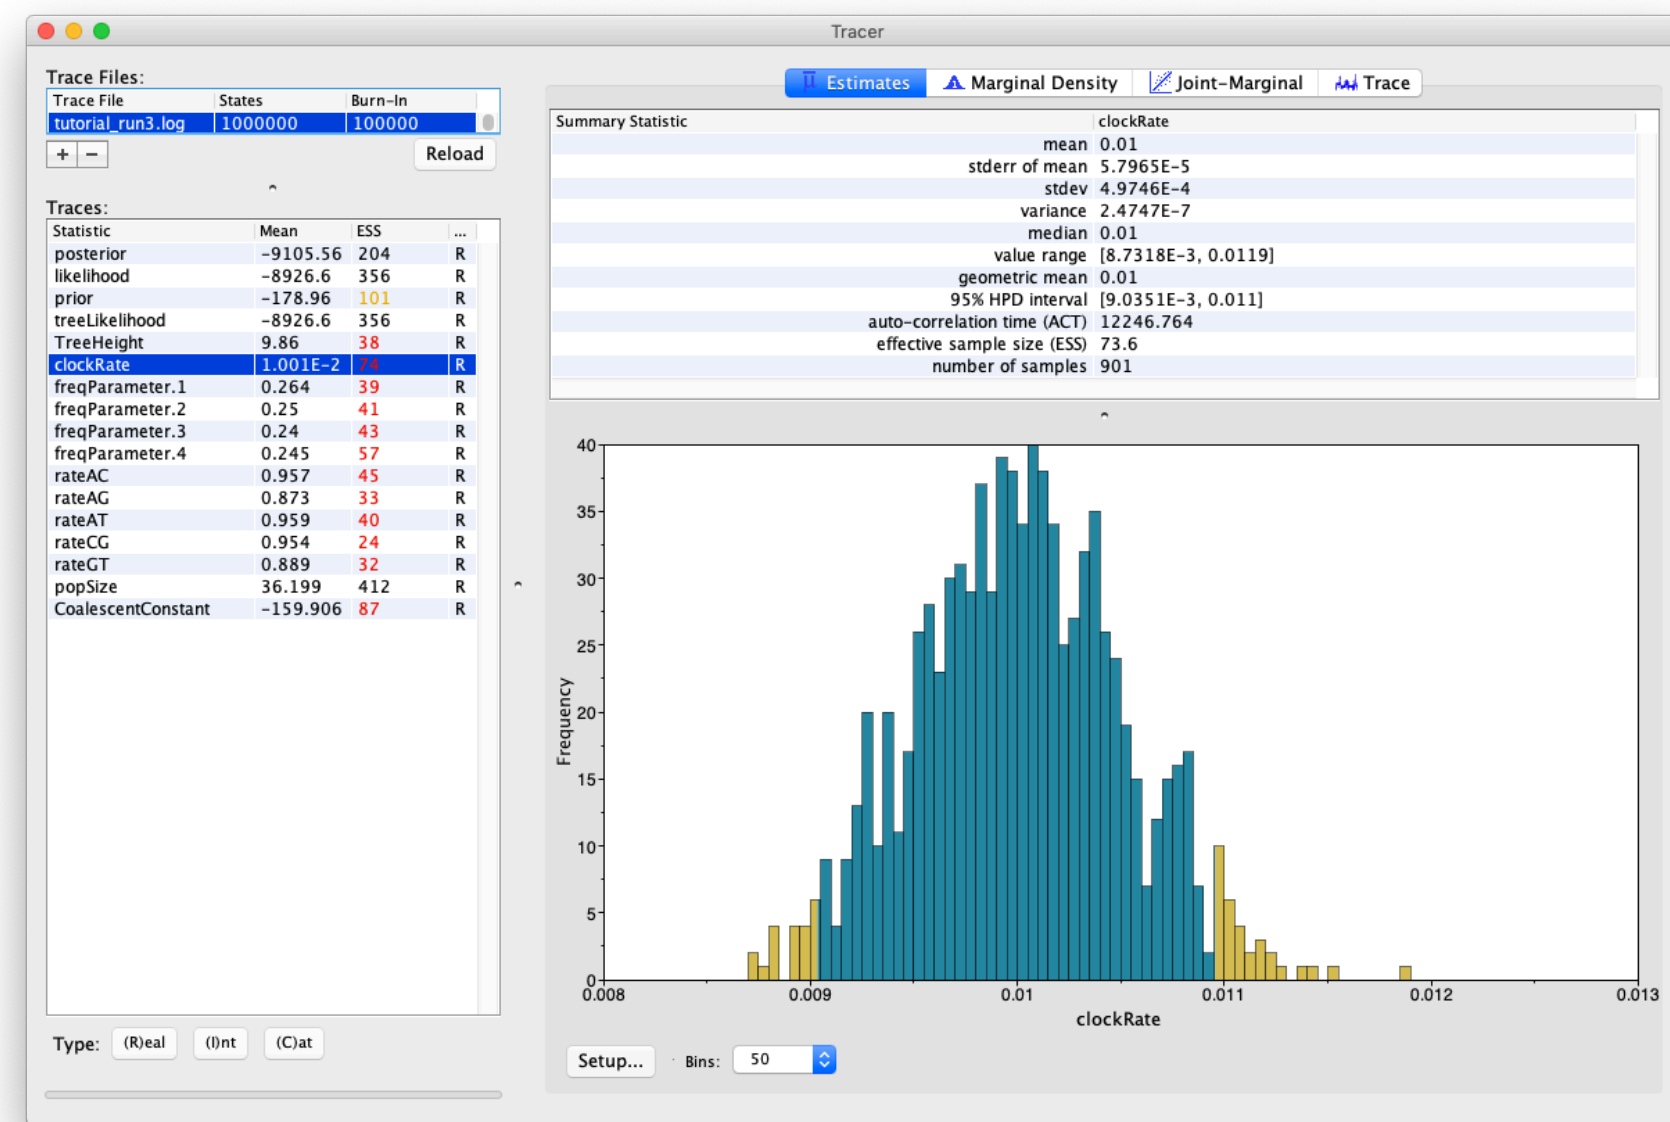 Tracer
Trace Files:
Trace File States Burn-In
tutorial_run3.log 1000000 100000
+ − Reload
Traces:
Statistic Mean ESS ...
posterior -9105.56 204 R
likelihood -8926.6 356 R
prior -178.96 101 R
treeLikelihood -8926.6 356 R
TreeHeight 9.86 38 R
clockRate 1.001E-2 74 R
freqParameter.1 0.264 39 R
freqParameter.2 0.25 41 R
freqParameter.3 0.24 43 R
freqParameter.4 0.245 57 R
rateAC 0.957 45 R
rateAG 0.873 33 R
rateAT 0.959 40 R
rateCG 0.954 24 R
rateGT 0.889 32 R
popSize 36.199 412 R
CoalescentConstant -159.906 87 R
Type: (R)eal (I)nt (C)at
Estimates Marginal Density Joint-Marginal Trace
Summary Statistic clockRate
mean 0.01
stderr of mean 5.7965E-5
stdev 4.9746E-4
variance 2.4747E-7
median 0.01
value range [8.7318E-3, 0.0119]
geometric mean 0.01
95% HPD interval [9.0351E-3, 0.011]
auto-correlation time (ACT) 12246.764
effective sample size (ESS) 73.6
number of samples 901
40
35
30
25
20
15
10
5
0
Frequency
0.008 0.009 0.01 0.011 0.012 0.013
clockRate
Setup... Bins: 50